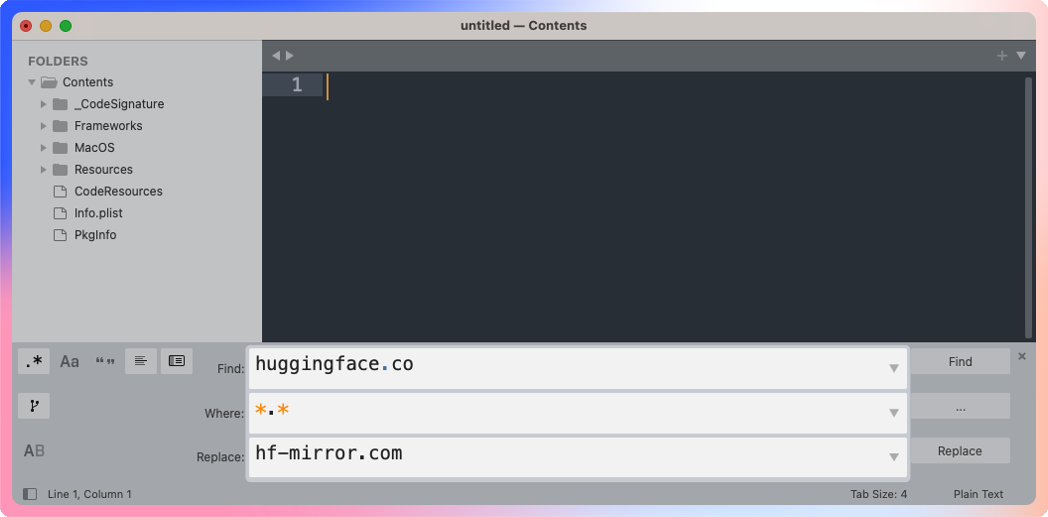 untitled — Contents
FOLDERS
Contents
_CodeSignature
Frameworks
MacOS
Resources
CodeResources
Info.plist
PkgInfo
1
.* Aa “”
Find: huggingface.co Find
Where: *.* ...
AB Replace: hf-mirror.com Replace
Line 1, Column 1 Tab Size: 4 Plain Text